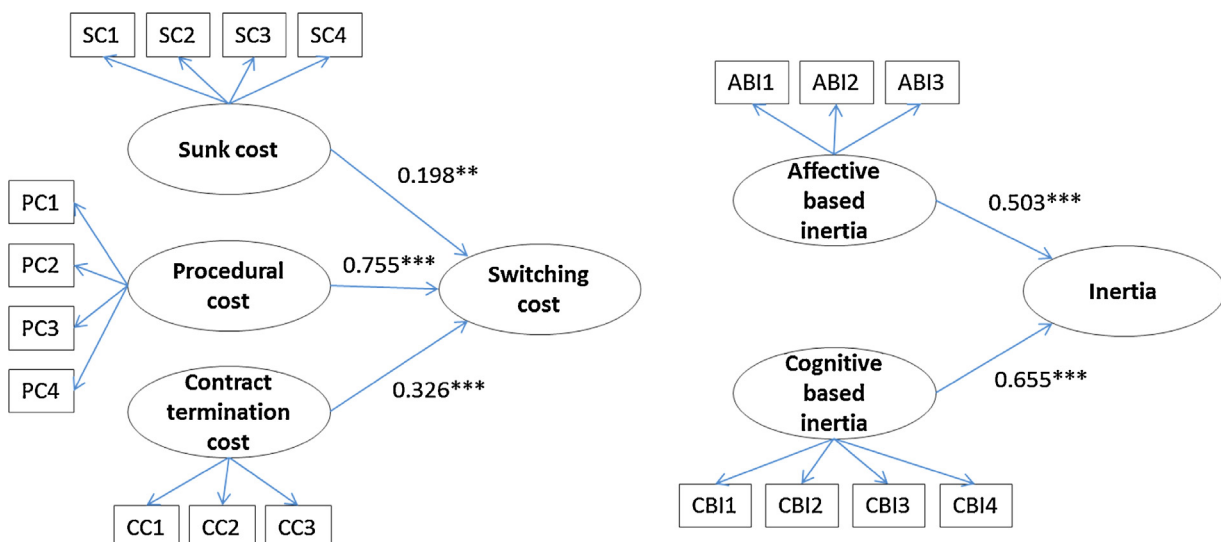 SC1
SC2
SC3
SC4
Sunk cost
0.198**
PC1
PC2
PC3
PC4
Procedural
cost
0.755***
Switching
cost
Contract
termination
cost
0.326***
CC1
CC2
CC3
ABI1
ABI2
ABI3
Affective
based
inertia
0.503***
Inertia
Cognitive
based
inertia
0.655***
CBI1
CBI2
CBI3
CBI4